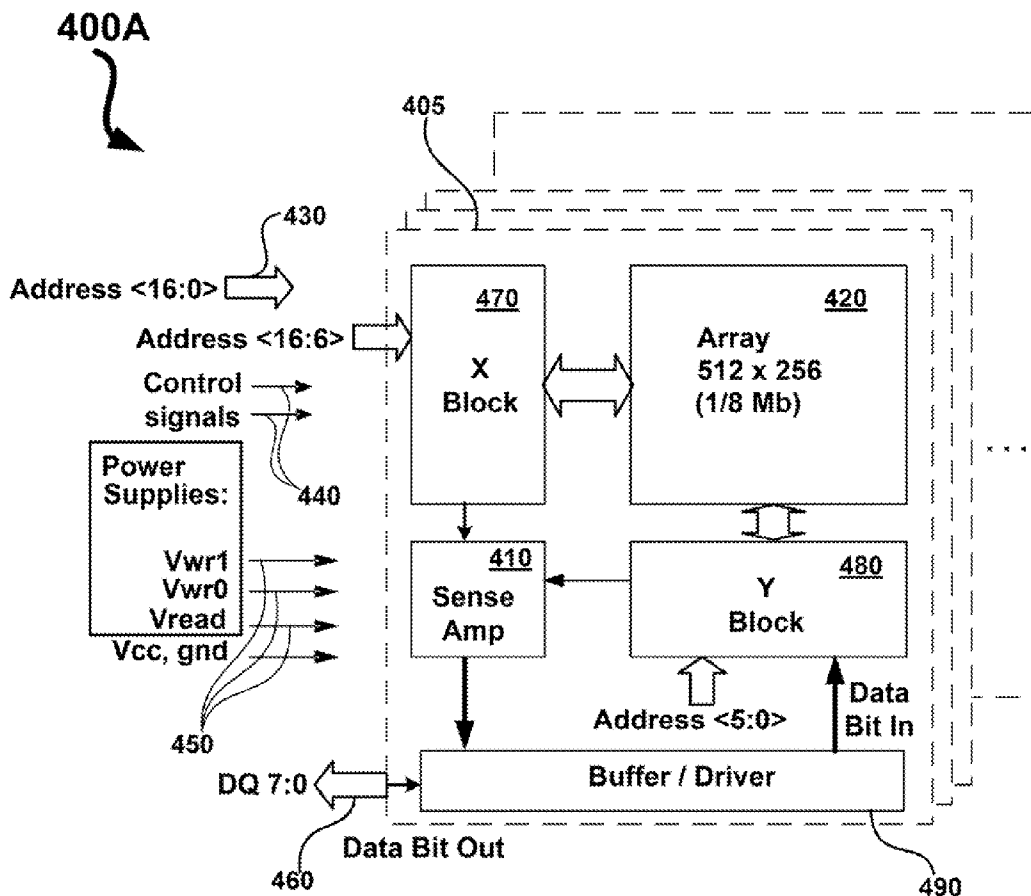 400A
405
430
Address <16:0>
Address <16:6>
Control
signals
440
Power
Supplies:
Vwr1
Vwr0
Vread
Vcc, gnd
450
470
X
Block
420
Array
512 x 256
(1/8 Mb)
...
410
Sense
Amp
480
Y
Block
Address <5:0>
Data
Bit In
DQ 7:0
Buffer / Driver
Data Bit Out
460
490